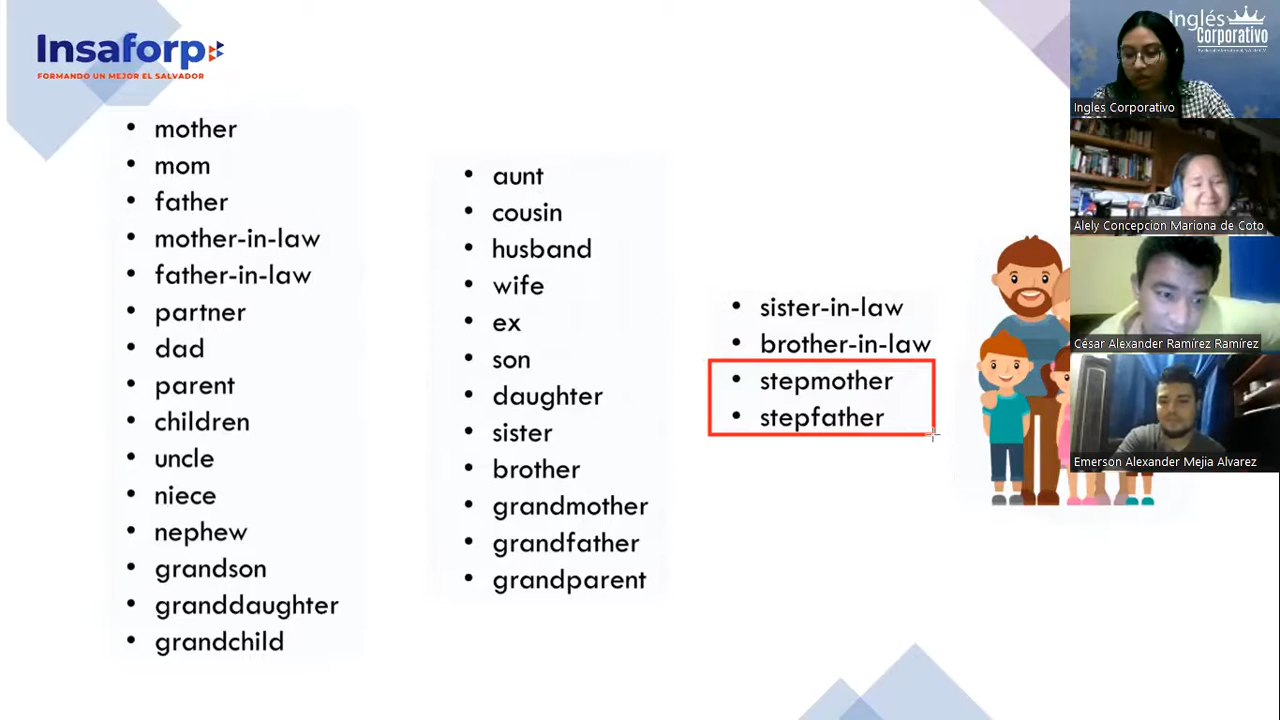 Insaforp
FORMANDO UN MEJOR EL SALVADOR
• mother
• mom
• father
• mother-in-law
• father-in-law
• partner
• dad
• parent
• children
• uncle
• niece
• nephew
• grandson
• granddaughter
• grandchild
• aunt
• cousin
• husband
• wife
• ex
• son
• daughter
• sister
• brother
• grandmother
• grandfather
• grandparent
• sister-in-law
• brother-in-law
• stepmother
• stepfather
Inglés
Corporativo
Ingles Corporativo
Alely Concepcion Mariona de Coto
César Alexander Ramírez Ramírez
Emerson Alexander Mejia Alvarez